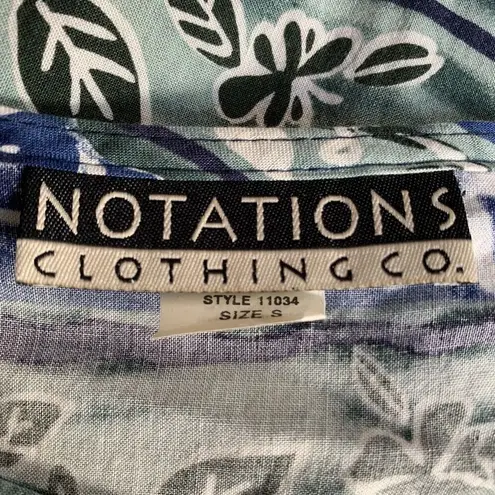 NOTATIONS
CLOTHING CO.
STYLE 11034
SIZE S